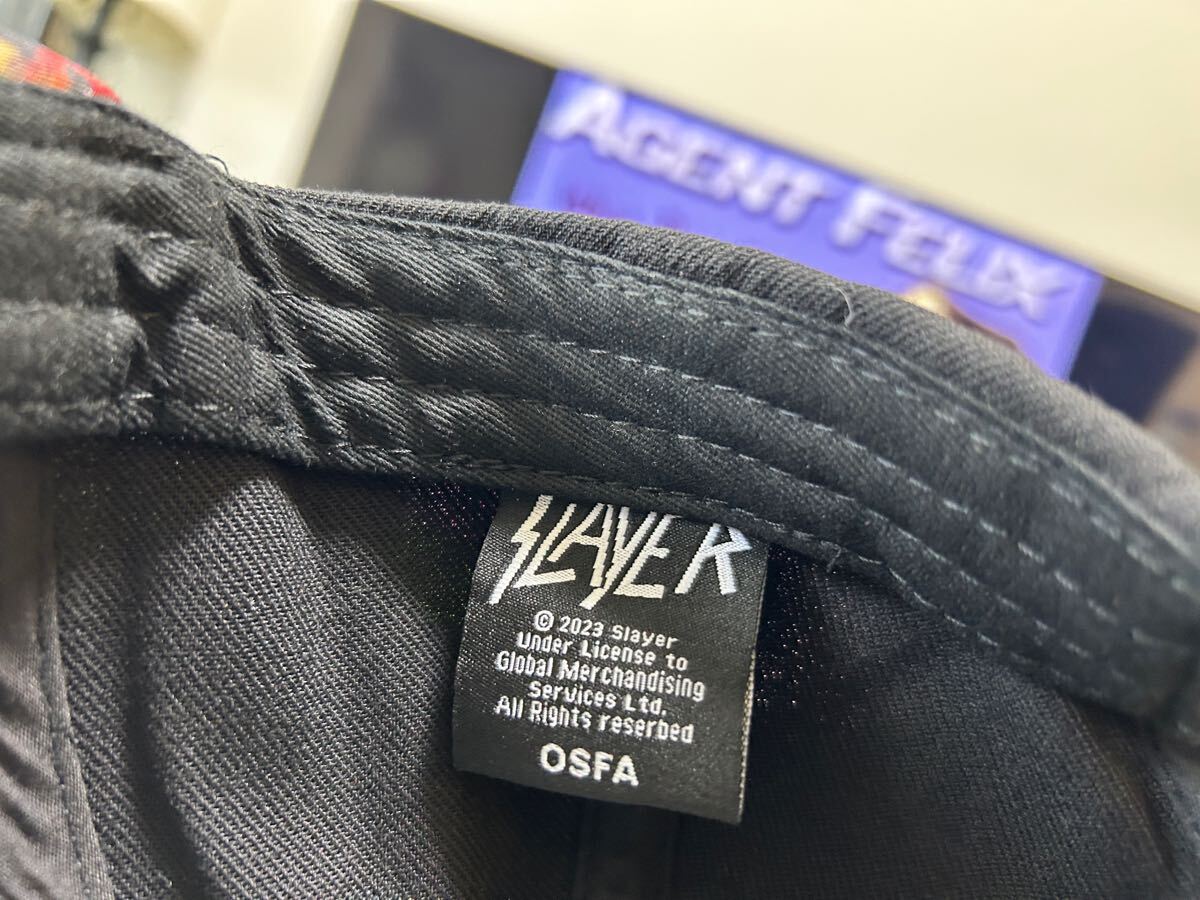 AGENT FELIX
SLAYER
© 2023 Slayer
Under License to
Global Merchandising
Services Ltd.
All Rights reserbed
OSFA